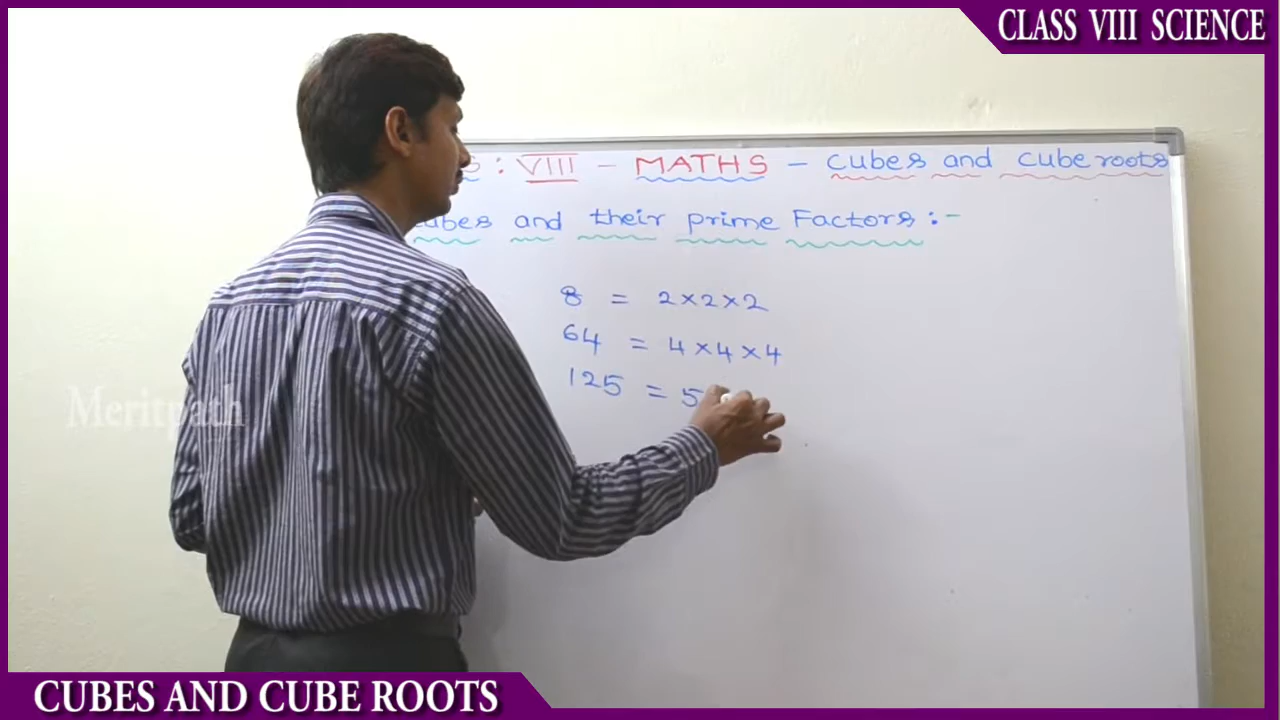 CLASS VIII SCIENCE
: VIII - MATHS - Cubes and Cube roots
and their prime Factors :-
8 = 2×2×2
64 = 4×4×4
125 = 5
Meritpath
CUBES AND CUBE ROOTS